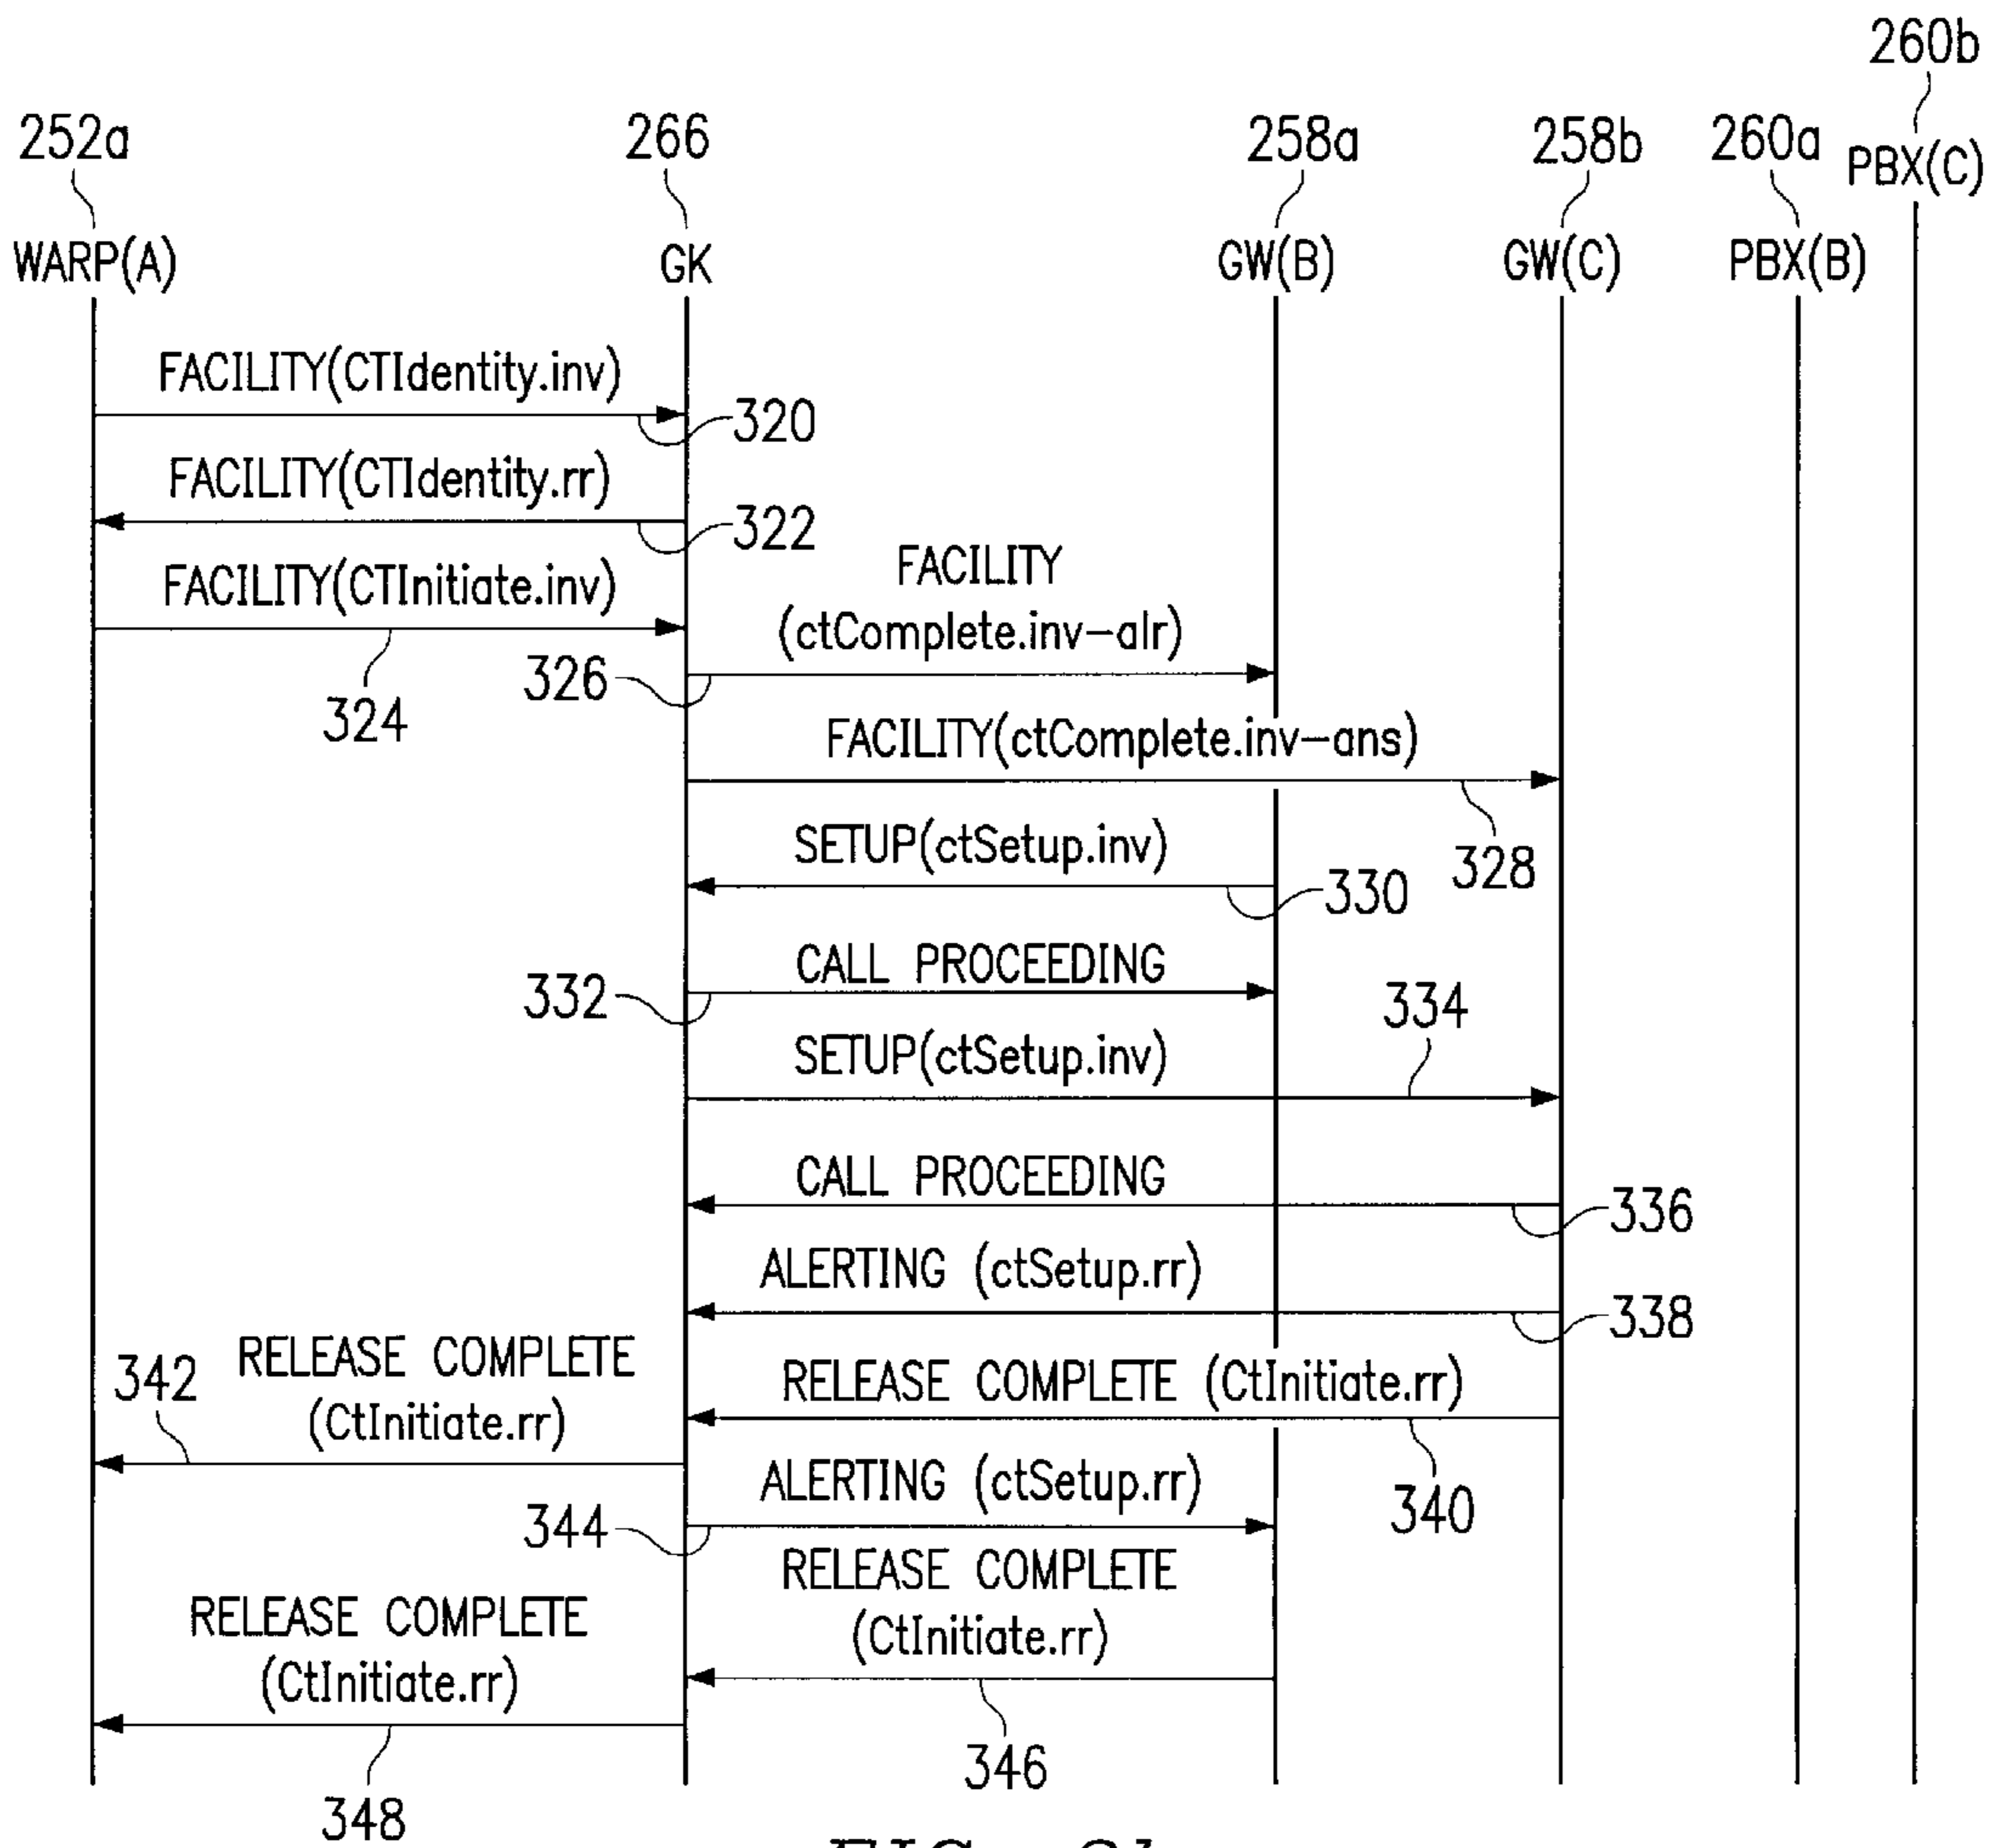 260b
252a
266
258a
258b
260a
PBX(C)
WARP(A)
GK
GW(B)
GW(C)
PBX(B)
FACILITY(CTIdentity.inv)
320
FACILITY(CTIdentity.rr)
322
FACILITY(CTInitiate.inv)
324
FACILITY
(ctComplete.inv-alr)
326
FACILITY(ctComplete.inv-ans)
328
SETUP(ctSetup.inv)
330
CALL PROCEEDING
332
334
SETUP(ctSetup.inv)
CALL PROCEEDING
336
ALERTING (ctSetup.rr)
338
RELEASE COMPLETE (CtInitiate.rr)
340
342
RELEASE COMPLETE
(CtInitiate.rr)
ALERTING (ctSetup.rr)
344
RELEASE COMPLETE
(CtInitiate.rr)
346
RELEASE COMPLETE
(CtInitiate.rr)
348